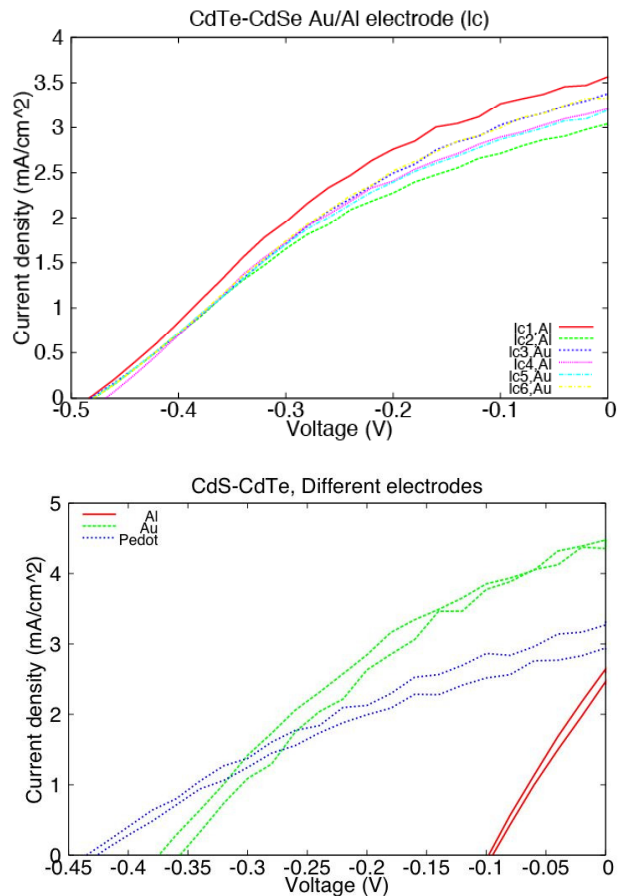 CdTe-CdSe Au/Al electrode (lc)
Current density (mA/cm^2)
4
3.5
3
2.5
2
1.5
1
0.5
0
lc1,Al
lc2,Al
lc3,Au
lc4,Al
lc5,Au
lc6,Au
-0.5 -0.4 -0.3 -0.2 -0.1 0
Voltage (V)
CdS-CdTe, Different electrodes
Current density (mA/cm^2)
5
4
3
2
1
0
Al
Au
Pedot
-0.45 -0.4 -0.35 -0.3 -0.25 -0.2 -0.15 -0.1 -0.05 0
Voltage (V)